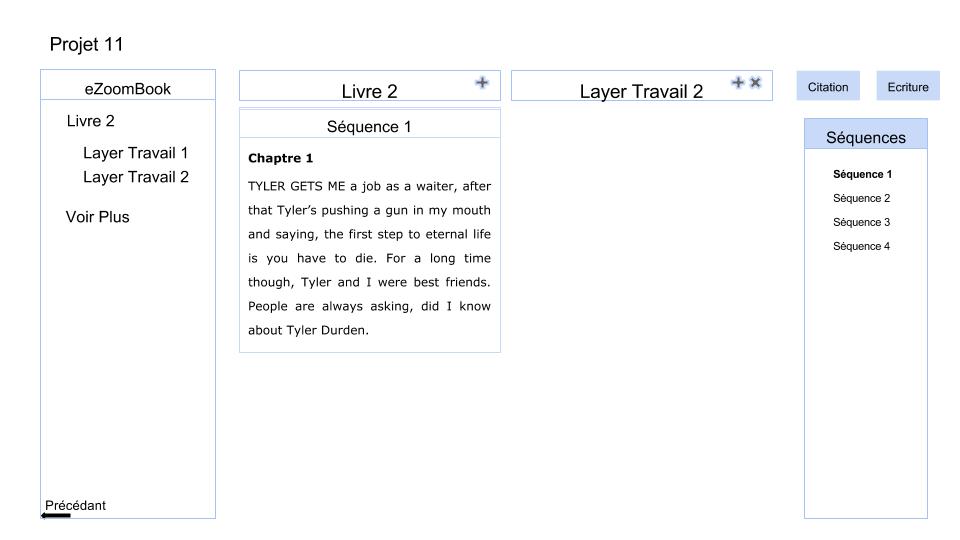 Projet 11
eZoomBook
Livre 2
Layer Travail 1
Layer Travail 2
Voir Plus
Précédant
Livre 2
Séquence 1
Chaptre 1
TYLER GETS ME a job as a waiter, after
that Tyler’s pushing a gun in my mouth
and saying, the first step to eternal life
is you have to die. For a long time
though, Tyler and I were best friends.
People are always asking, did I know
about Tyler Durden.
Layer Travail 2
Citation
Ecriture
Séquences
Séquence 1
Séquence 2
Séquence 3
Séquence 4